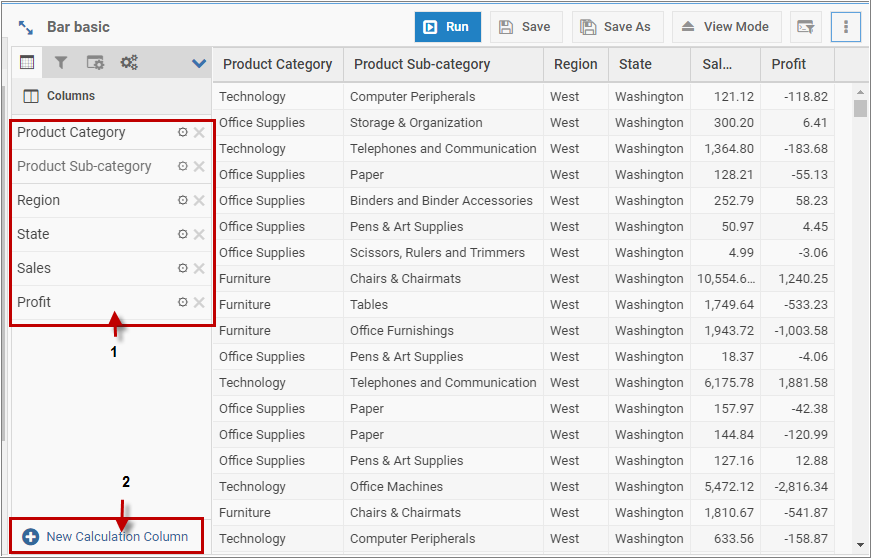 Bar basic Run Save Save As View Mode
Columns
Product Category
Product Sub-category
Region
State
Sales
Profit
1
2
New Calculation Column
Product Category Product Sub-category Region State Sal... Profit
Technology Computer Peripherals West Washington 121.12 -118.82
Office Supplies Storage & Organization West Washington 300.20 6.41
Technology Telephones and Communication West Washington 1,364.80 -183.68
Office Supplies Paper West Washington 128.21 -55.13
Office Supplies Binders and Binder Accessories West Washington 252.79 58.23
Office Supplies Pens & Art Supplies West Washington 50.97 4.45
Office Supplies Scissors, Rulers and Trimmers West Washington 4.99 -3.06
Furniture Chairs & Chairmats West Washington 10,554.6... 1,240.25
Furniture Tables West Washington 1,749.64 -533.23
Furniture Office Furnishings West Washington 1,943.72 -1,003.58
Office Supplies Pens & Art Supplies West Washington 18.37 -4.06
Technology Telephones and Communication West Washington 6,175.78 1,881.58
Office Supplies Paper West Washington 157.97 -42.38
Office Supplies Paper West Washington 144.84 -120.99
Office Supplies Pens & Art Supplies West Washington 127.16 12.88
Technology Office Machines West Washington 5,472.12 -2,816.34
Furniture Chairs & Chairmats West Washington 1,810.67 -541.87
Technology Computer Peripherals West Washington 633.56 -158.87